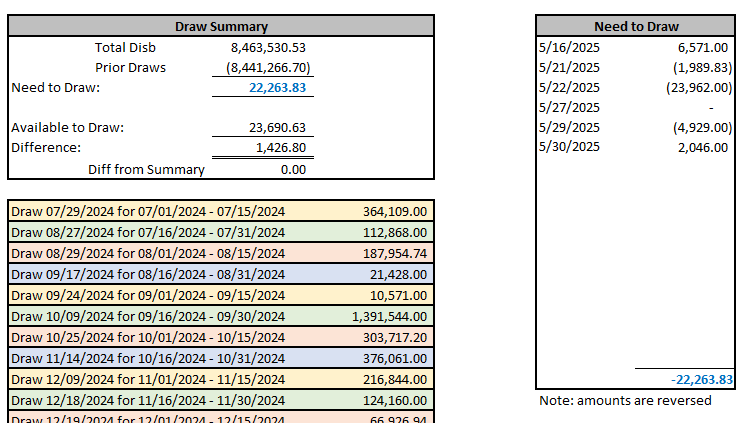 Draw Summary
Total Disb 8,463,530.53
Prior Draws (8,441,266.70)
Need to Draw: 22,263.83
Available to Draw: 23,690.63
Difference: 1,426.80
Diff from Summary 0.00
Draw 07/29/2024 for 07/01/2024 - 07/15/2024 364,109.00
Draw 08/27/2024 for 07/16/2024 - 07/31/2024 112,868.00
Draw 08/29/2024 for 08/01/2024 - 08/15/2024 187,954.74
Draw 09/17/2024 for 08/16/2024 - 08/31/2024 21,428.00
Draw 09/24/2024 for 09/01/2024 - 09/15/2024 10,571.00
Draw 10/09/2024 for 09/16/2024 - 09/30/2024 1,391,544.00
Draw 10/25/2024 for 10/01/2024 - 10/15/2024 303,717.20
Draw 11/14/2024 for 10/16/2024 - 10/31/2024 376,061.00
Draw 12/09/2024 for 11/01/2024 - 11/15/2024 216,844.00
Draw 12/18/2024 for 11/16/2024 - 11/30/2024 124,160.00
Draw 12/19/2024 for 12/01/2024 - 12/15/2024 66,926.94
Need to Draw
5/16/2025 6,571.00
5/21/2025 (1,989.83)
5/22/2025 (23,962.00)
5/27/2025 -
5/29/2025 (4,929.00)
5/30/2025 2,046.00
-22,263.83
Note: amounts are reversed